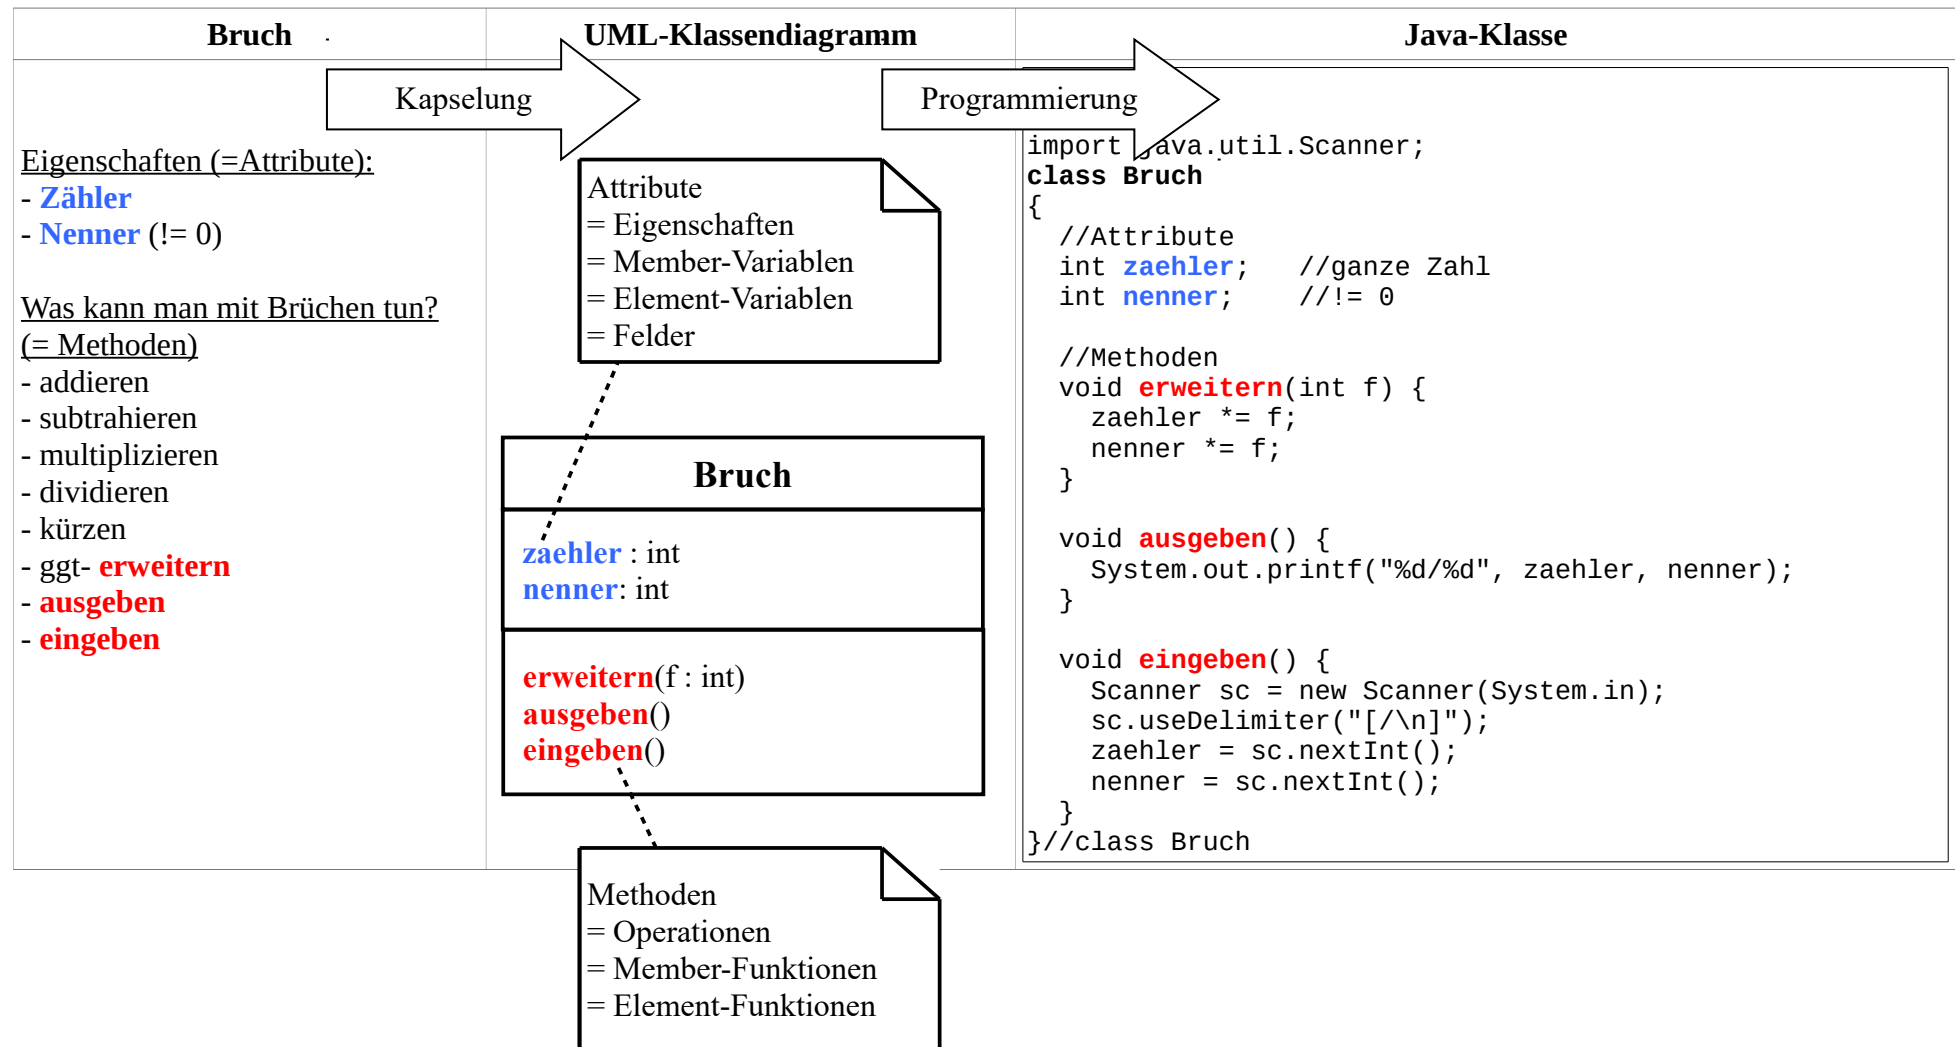 Bruch
UML-Klassendiagramm
Java-Klasse
Kapselung
Programmierung
Eigenschaften (=Attribute):
- Zähler
- Nenner (!= 0)
Was kann man mit Brüchen tun?
(= Methoden)
- addieren
- subtrahieren
- multiplizieren
- dividieren
- kürzen
- ggt- erweitern
- ausgeben
- eingeben
Attribute
= Eigenschaften
= Member-Variablen
= Element-Variablen
= Felder
Bruch
zaehler : int
nenner: int
erweitern(f : int)
ausgeben()
eingeben()
Methoden
= Operationen
= Member-Funktionen
= Element-Funktionen
import java.util.Scanner;
class Bruch
{
//Attribute
int zaehler;   //ganze Zahl
int nenner;    //!= 0
//Methoden
void erweitern(int f) {
zaehler *= f;
nenner *= f;
}
void ausgeben() {
System.out.printf("%d/%d", zaehler, nenner);
}
void eingeben() {
Scanner sc = new Scanner(System.in);
sc.useDelimiter("[/\n]");
zaehler = sc.nextInt();
nenner = sc.nextInt();
}
}//class Bruch